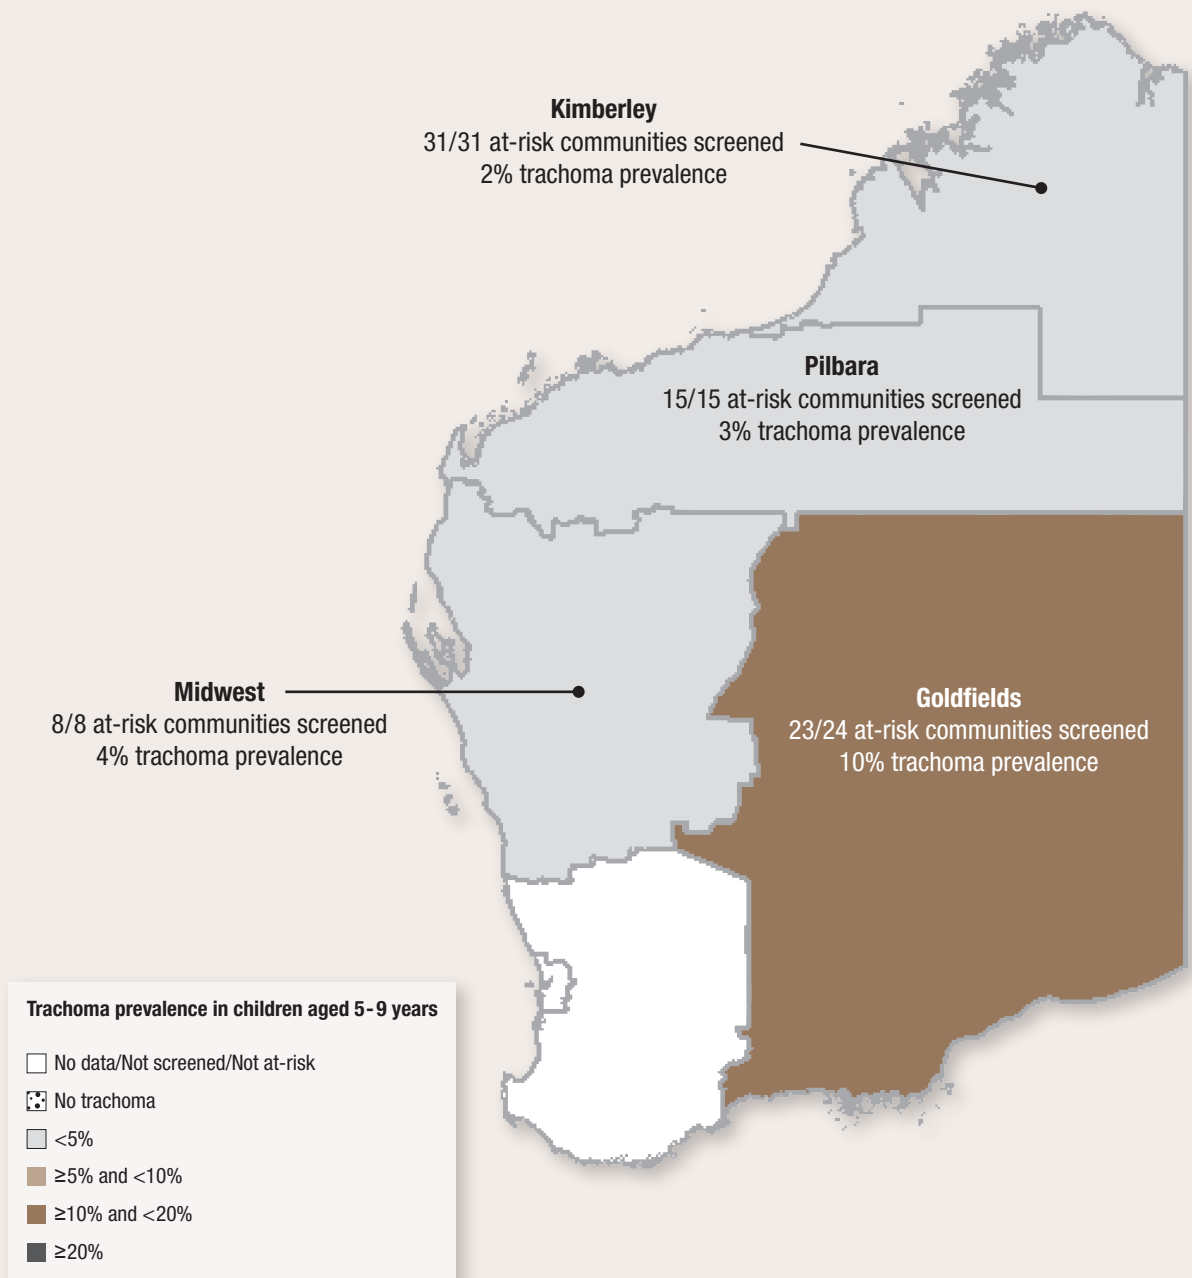 Kimberley
31/31 at-risk communities screened
2% trachoma prevalence
Pilbara
15/15 at-risk communities screened
3% trachoma prevalence
Midwest
8/8 at-risk communities screened
4% trachoma prevalence
Goldfields
23/24 at-risk communities screened
10% trachoma prevalence
Trachoma prevalence in children aged 5-9 years
No data/Not screened/Not at-risk
No trachoma
<5%
≥5% and <10%
≥10% and <20%
≥20%